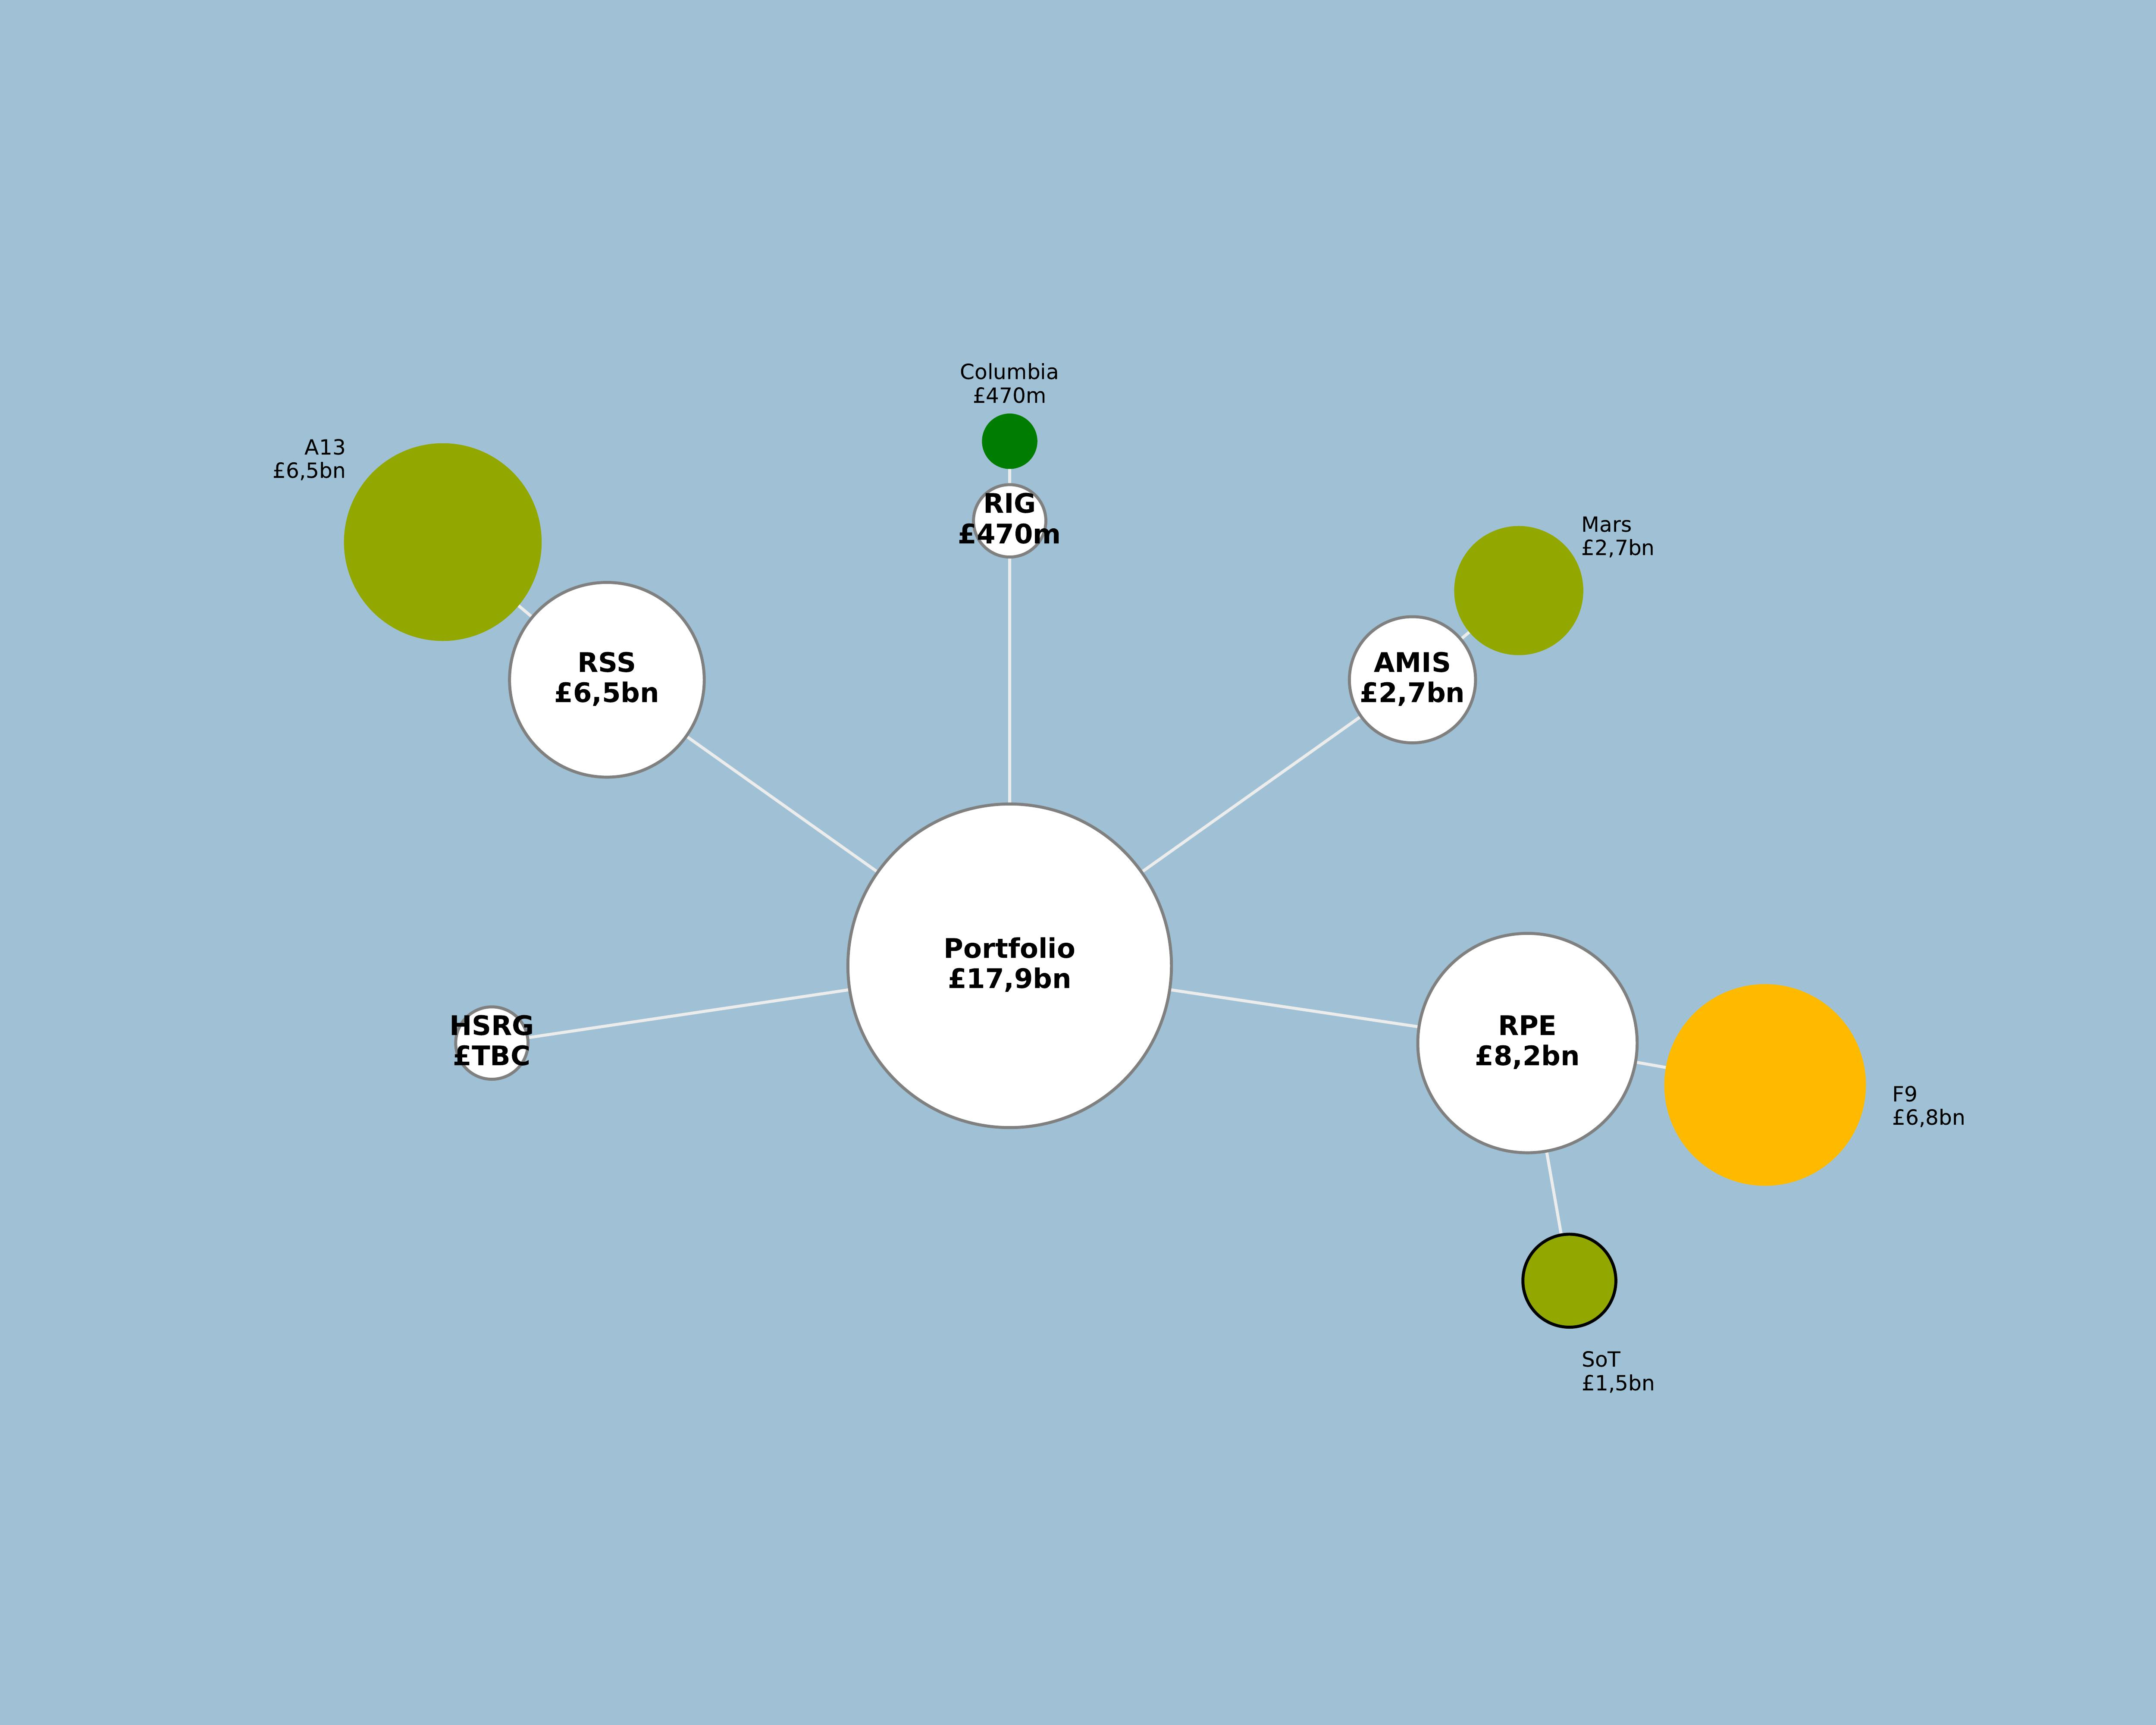 Columbia
£470m
A13
£6,5bn
RIG
£470m
Mars
£2,7bn
RSS
£6,5bn
AMIS
£2,7bn
Portfolio
£17,9bn
HSRG
£TBC
RPE
£8,2bn
F9
£6,8bn
SoT
£1,5bn